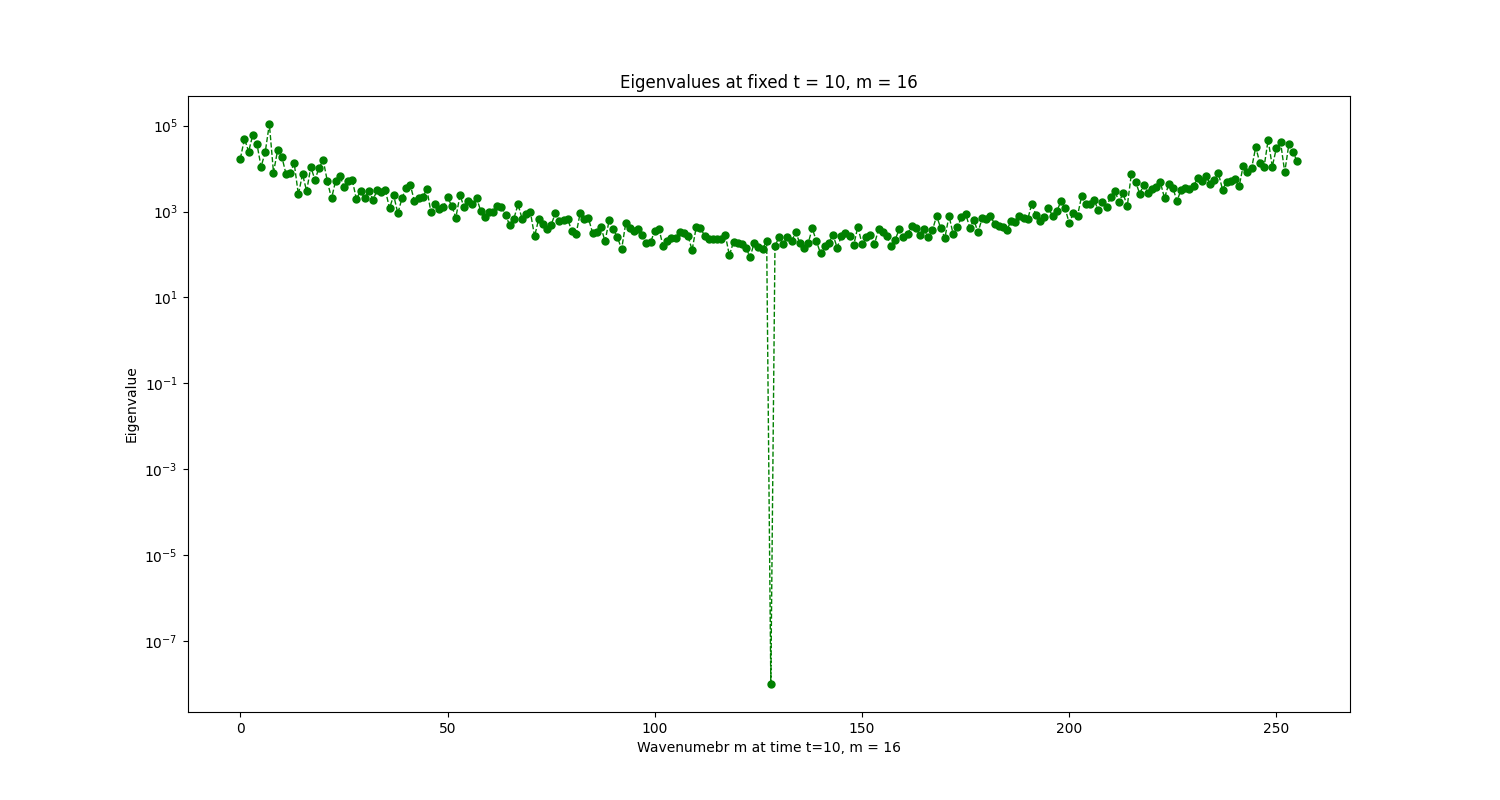 Eigenvalues at fixed t = 10, m = 16
10^5
10^3
10^1
10^−1
10^−3
10^−5
10^−7
Eigenvalue
0 50 100 150 200 250
Wavenumebr m at time t=10, m = 16